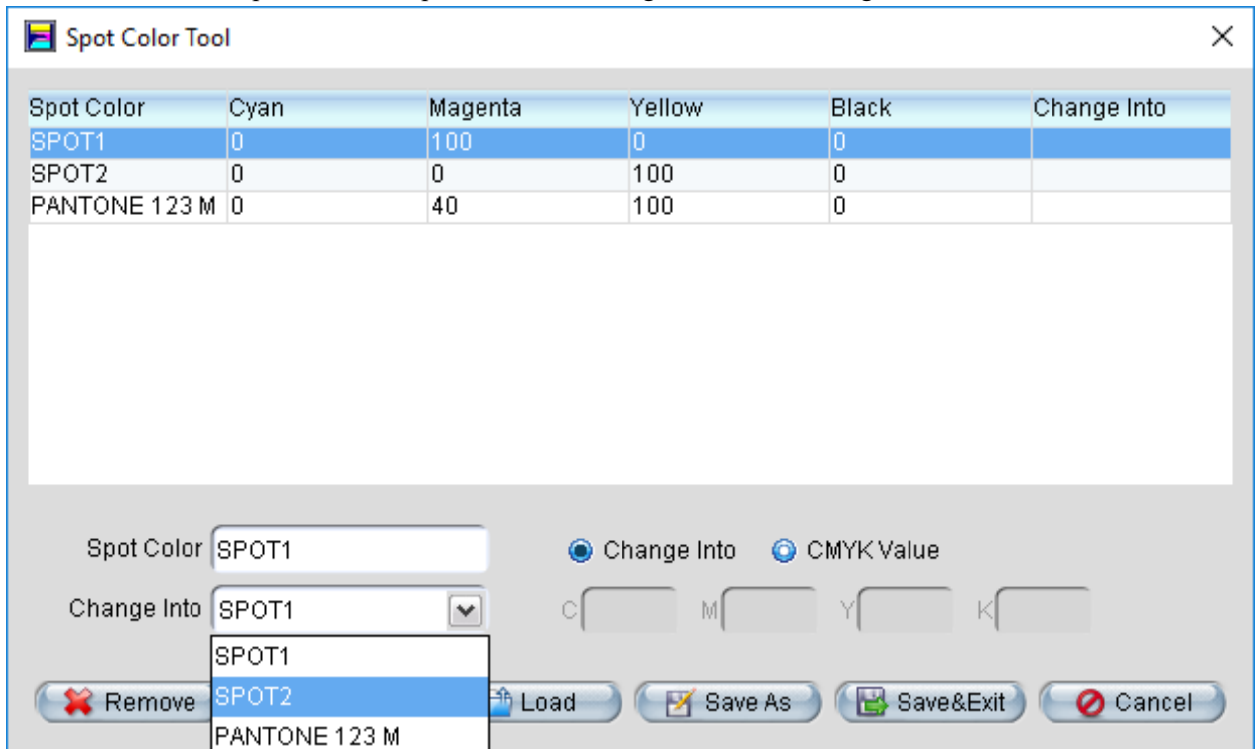 Spot Color Tool
Spot Color Cyan Magenta Yellow Black Change Into
SPOT1 0 100 0 0
SPOT2 0 0 100 0
PANTONE 123 M 0 40 100 0
Spot Color SPOT1 Change Into CMYK Value
Change Into SPOT1 C M Y K
SPOT1
Remove SPOT2 Load Save As Save&Exit Cancel
PANTONE 123 M